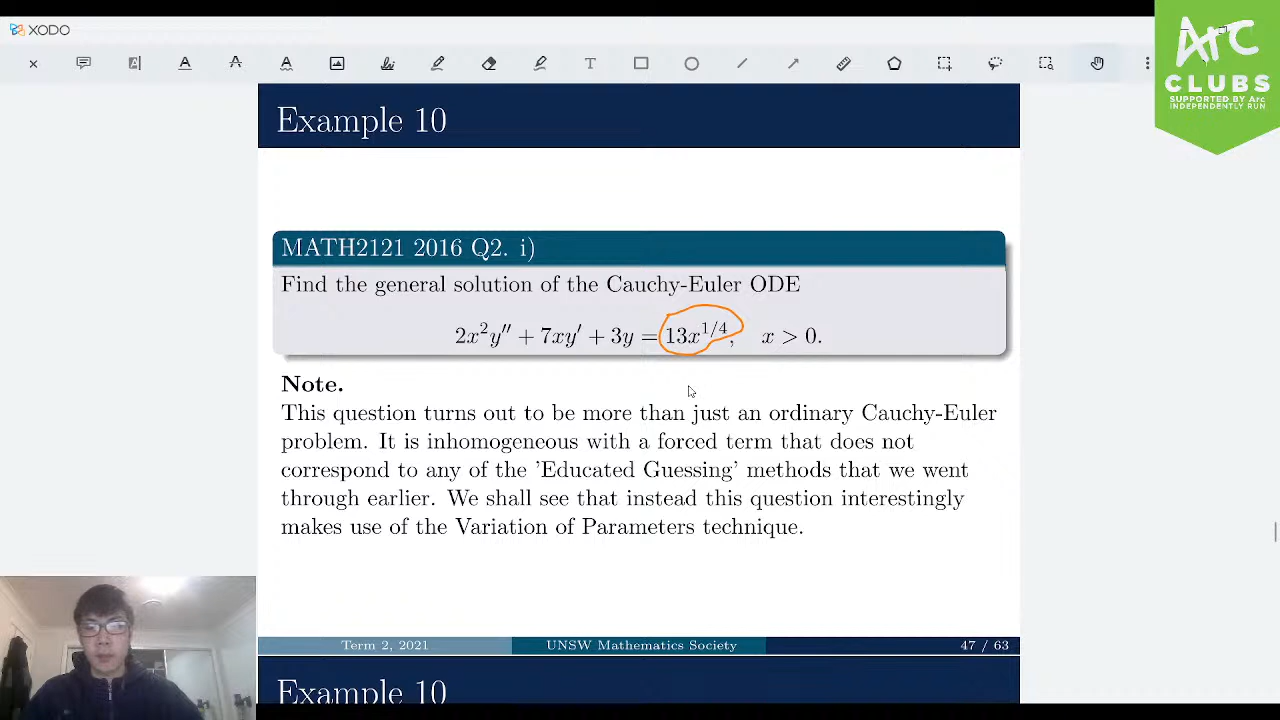 XODO
ArC
CLUBS
SUPPORTED BY Arc
INDEPENDENTLY RUN
Example 10
MATH2121 2016 Q2. i)
Find the general solution of the Cauchy-Euler ODE
2x²y″ + 7xy′ + 3y = 13x^{1/4}, x > 0.
Note.
This question turns out to be more than just an ordinary Cauchy-Euler
problem. It is inhomogeneous with a forced term that does not
correspond to any of the 'Educated Guessing' methods that we went
through earlier. We shall see that instead this question interestingly
makes use of the Variation of Parameters technique.
Term 2, 2021 UNSW Mathematics Society 47 / 63
Example 10